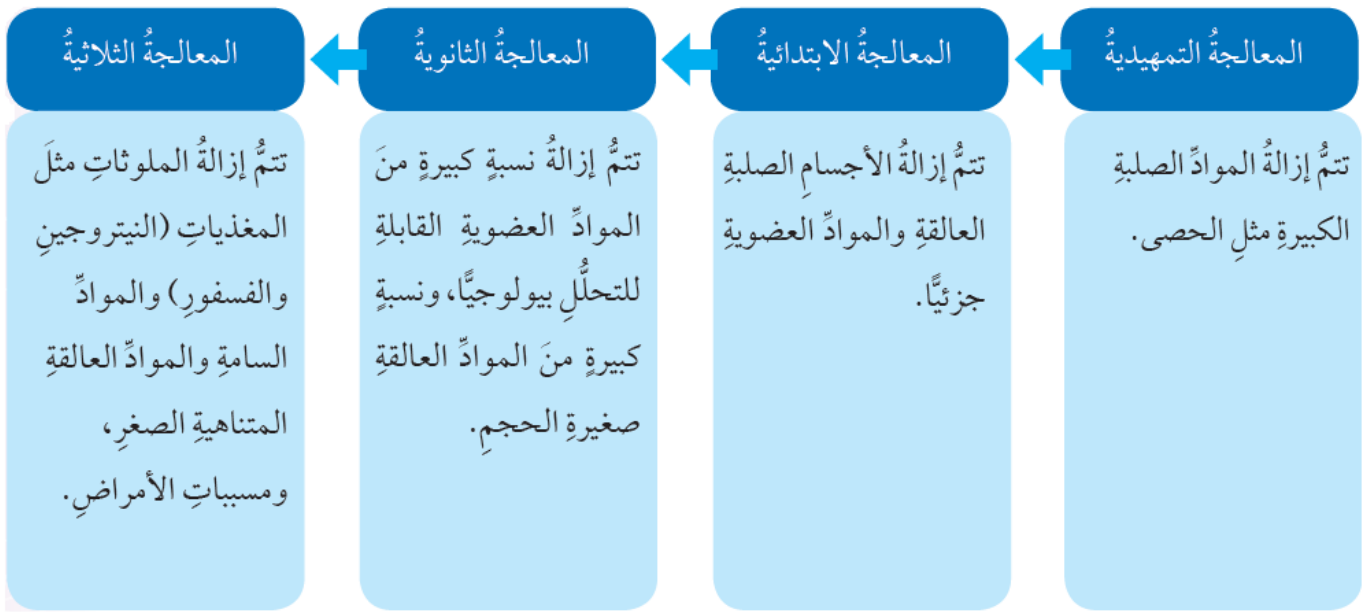 المعالجةُ التمهيديةُ
تتمُّ إزالةُ الموادِّ الصلبةِ
الكبيرةِ مثلِ الحصى.
المعالجةُ الابتدائيةُ
تتمُّ إزالةُ الأجسامِ الصلبةِ
العالقةِ والموادِّ العضويةِ
جزئيًّا.
المعالجةُ الثانويةُ
تتمُّ إزالةُ نسبةٍ كبيرةٍ منَ
الموادِّ العضويةِ القابلةِ
للتحلُّلِ بيولوجيًّا، ونسبةٍ
كبيرةٍ منَ الموادِّ العالقةِ
صغيرةِ الحجمِ.
المعالجةُ الثلاثيةُ
تتمُّ إزالةُ الملوثاتِ مثلَ
المغذياتِ (النيتروجينِ
والفسفورِ) والموادِّ
السامةِ والموادِّ العالقةِ
المتناهيةِ الصغرِ،
ومسبباتِ الأمراضِ.